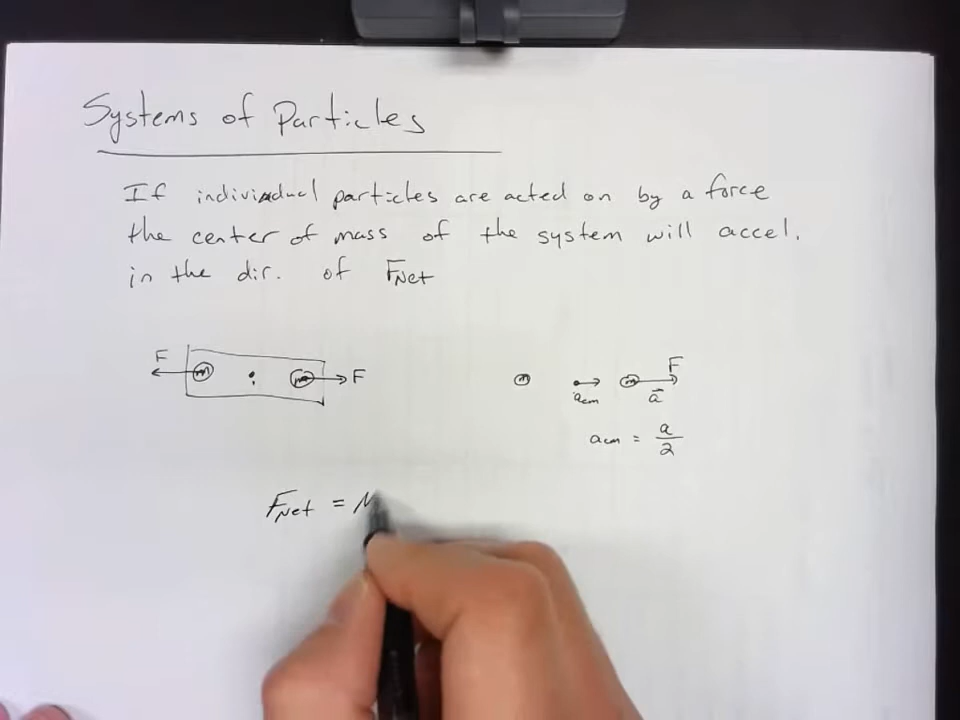 Systems of Particles
If individual particles are acted on by a force
the center of mass of the system will accel.
in the dir. of FNet
F m m F
m acm m F a
acm = a/2
FNet = M